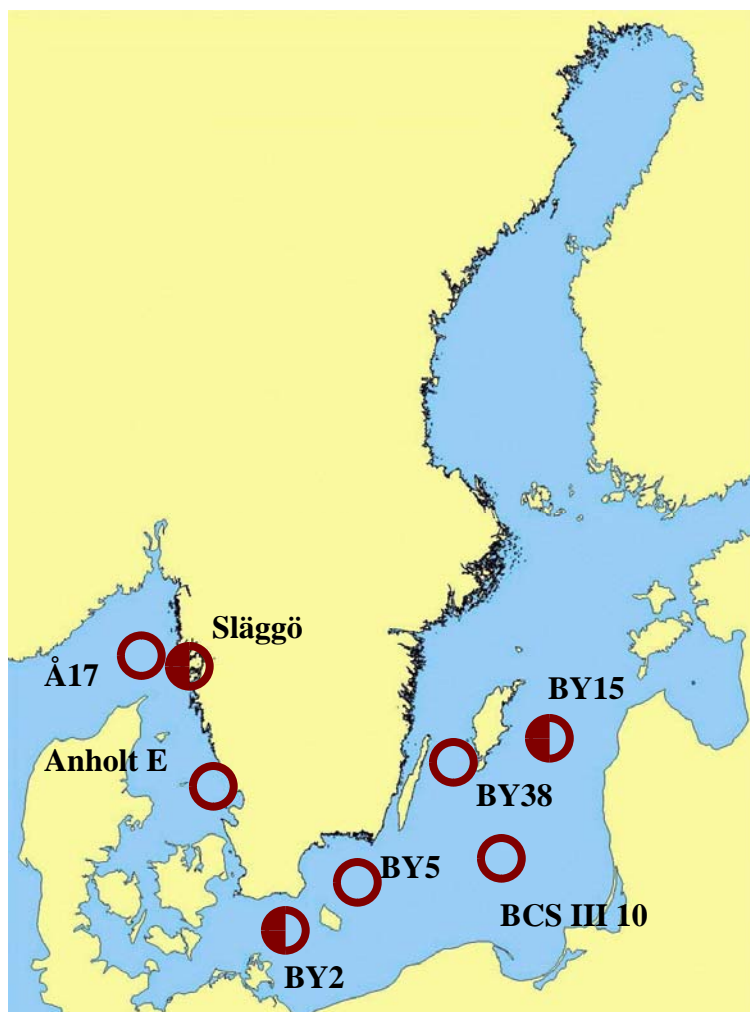 Släggö
Å17
BY15
Anholt E
BY38
BY5
BCS III 10
BY2